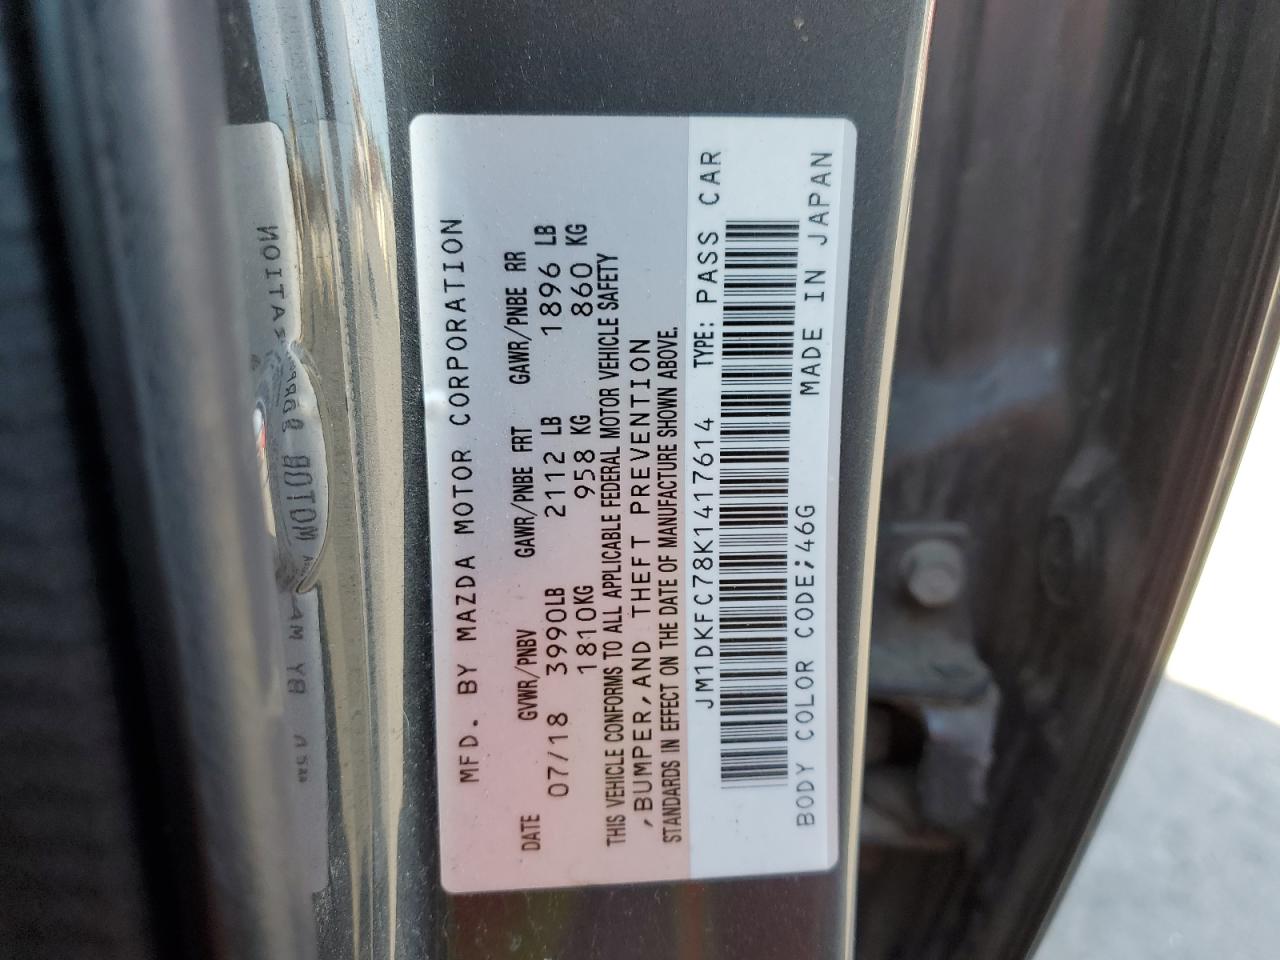 MFD. BY MAZDA MOTOR CORPORATION
DATE GVWR/PNBV GAWR/PNBE FRT GAWR/PNBE RR
07/18 3990LB 2112 LB 1896 LB
1810KG 958 KG 860 KG
THIS VEHICLE CONFORMS TO ALL APPLICABLE FEDERAL MOTOR VEHICLE SAFETY
,BUMPER,AND THEFT PREVENTION
STANDARDS IN EFFECT ON THE DATE OF MANUFACTURE SHOWN ABOVE.
JM1DKFC78K1417614 TYPE: PASS CAR
BODY COLOR CODE;46G MADE IN JAPAN